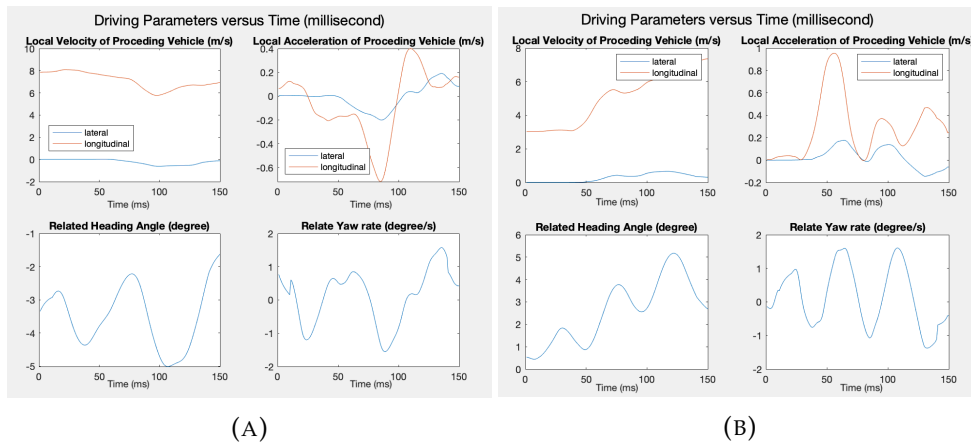 Driving Parameters versus Time (millisecond)
Local Velocity of Proceding Vehicle (m/s)
Local Acceleration of Proceding Vehicle (m/s)
10
8
6
4
2
0
-2
lateral
longitudinal
0 50 100 150
Time (ms)
0.4
0.2
0
-0.2
-0.4
-0.6
lateral
longitudinal
0 50 100 150
Time (ms)
Related Heading Angle (degree)
Relate Yaw rate (degree/s)
-1
-2
-3
-4
-5
0 50 100 150
Time (ms)
2
1
0
-1
-2
0 50 100 150
Time (ms)
(A)
Driving Parameters versus Time (millisecond)
Local Velocity of Proceding Vehicle (m/s)
Local Acceleration of Proceding Vehicle (m/s)
8
6
4
2
0
lateral
longitudinal
0 50 100 150
Time (ms)
1
0.8
0.6
0.4
0.2
0
-0.2
lateral
longitudinal
0 50 100 150
Time (ms)
Related Heading Angle (degree)
Relate Yaw rate (degree/s)
6
5
4
3
2
1
0
0 50 100 150
Time (ms)
2
1
0
-1
-2
0 50 100 150
Time (ms)
(B)